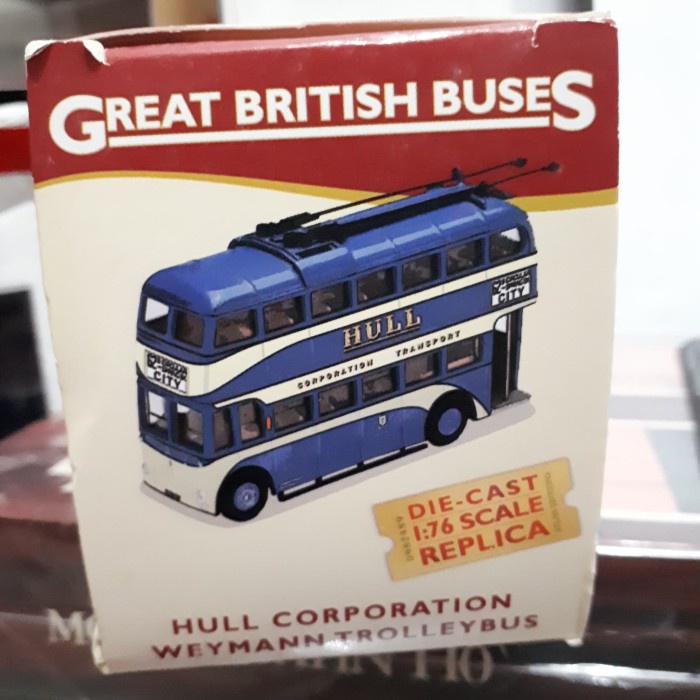 GREAT BRITISH BUSES
CITY
HULL
CORPORATION TRANSPORT
CITY
DIE-CAST
1:76 SCALE
REPLICA
HULL CORPORATION
WEYMANN TROLLEYBUS